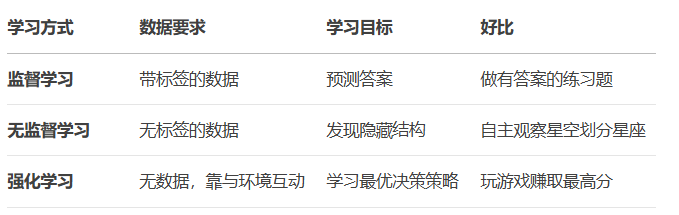 学习方式 数据要求 学习目标 好比
监督学习 带标签的数据 预测答案 做有答案的练习题
无监督学习 无标签的数据 发现隐藏结构 自主观察星空划分星座
强化学习 无数据，靠与环境互动 学习最优决策策略 玩游戏赚取最高分